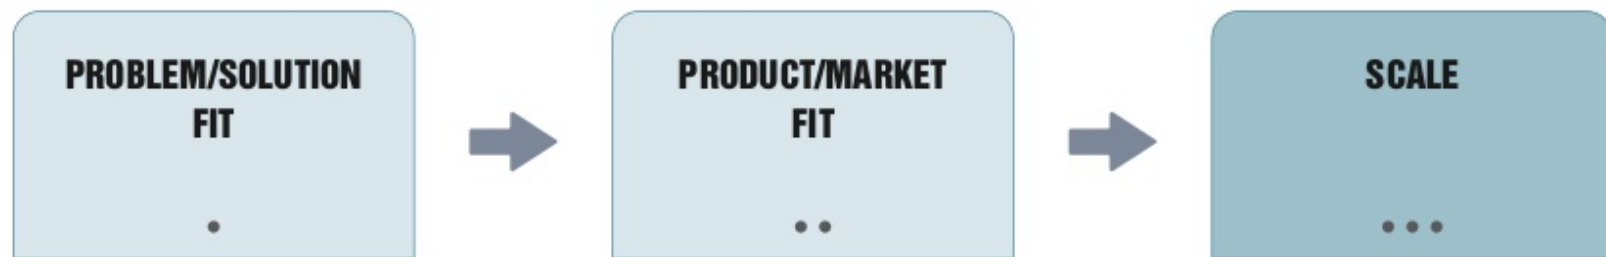 PROBLEM/SOLUTION
FIT
PRODUCT/MARKET
FIT
SCALE